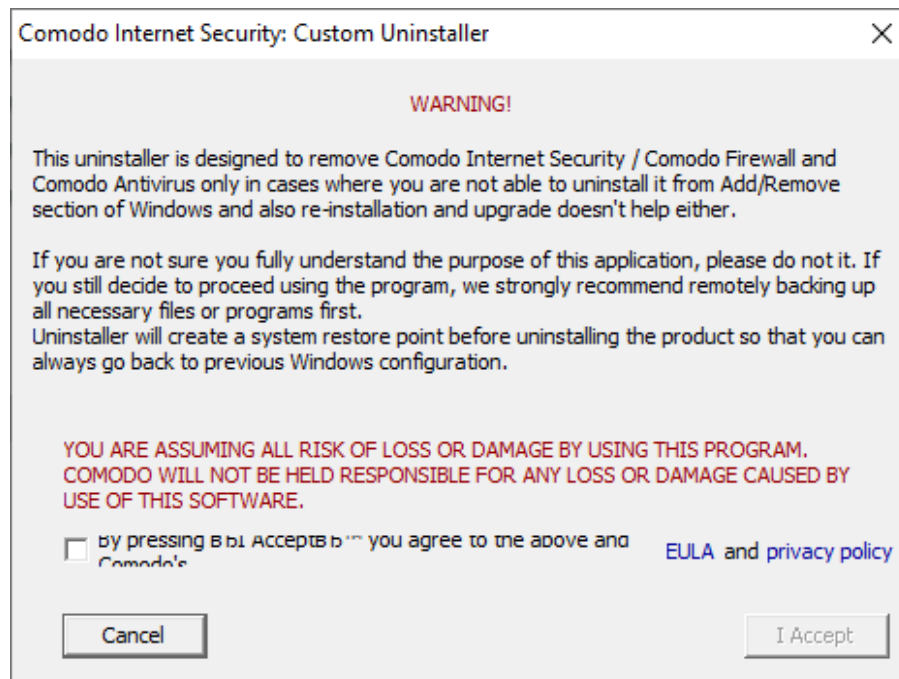 Comodo Internet Security: Custom Uninstaller
WARNING!
This uninstaller is designed to remove Comodo Internet Security / Comodo Firewall and
Comodo Antivirus only in cases where you are not able to uninstall it from Add/Remove
section of Windows and also re-installation and upgrade doesn't help either.
If you are not sure you fully understand the purpose of this application, please do not it. If
you still decide to proceed using the program, we strongly recommend remotely backing up
all necessary files or programs first.
Uninstaller will create a system restore point before uninstalling the product so that you can
always go back to previous Windows configuration.
YOU ARE ASSUMING ALL RISK OF LOSS OR DAMAGE BY USING THIS PROGRAM.
COMODO WILL NOT BE HELD RESPONSIBLE FOR ANY LOSS OR DAMAGE CAUSED BY
USE OF THIS SOFTWARE.
By pressing you agree to the above and
Comodo's
EULA and privacy policy
Cancel
I Accept